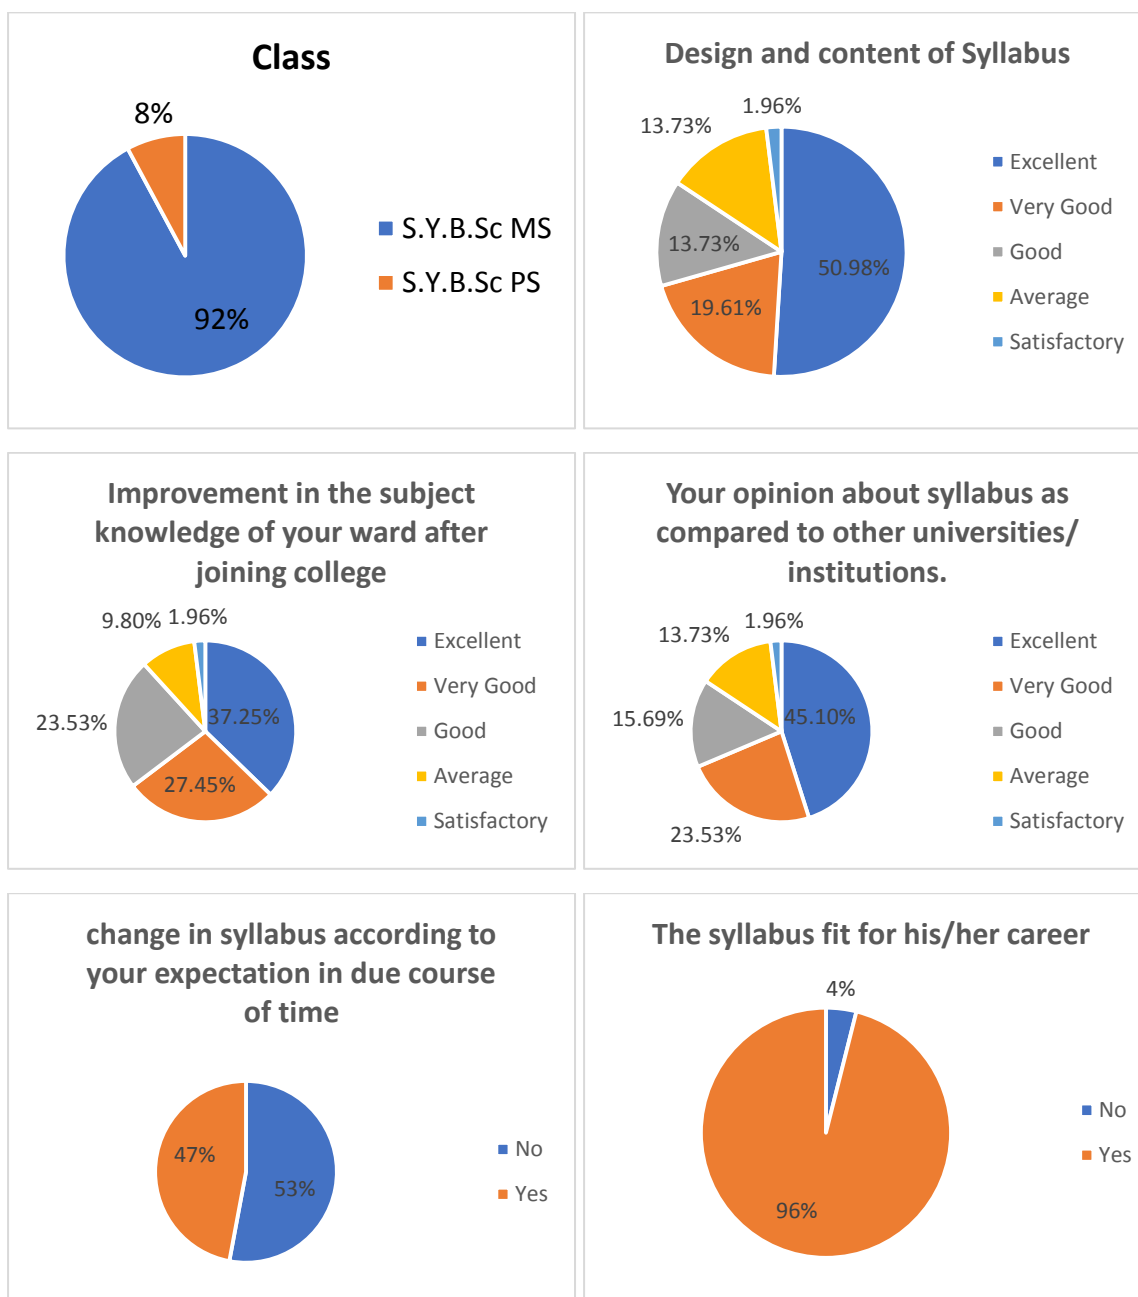 Class
8%
92%
S.Y.B.Sc MS
S.Y.B.Sc PS
Design and content of Syllabus
1.96%
13.73%
13.73%
50.98%
19.61%
Excellent
Very Good
Good
Average
Satisfactory
Improvement in the subject
knowledge of your ward after
joining college
9.80%
1.96%
23.53%
37.25%
27.45%
Excellent
Very Good
Good
Average
Satisfactory
Your opinion about syllabus as
compared to other universities/
institutions.
1.96%
13.73%
15.69%
45.10%
23.53%
Excellent
Very Good
Good
Average
Satisfactory
change in syllabus according to
your expectation in due course
of time
47%
53%
No
Yes
The syllabus fit for his/her career
4%
96%
No
Yes